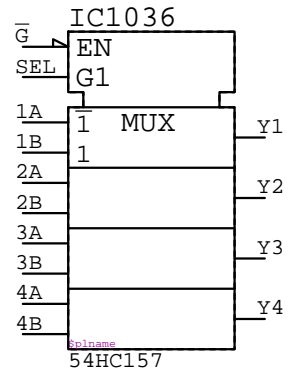 IC1036
G̅
EN
SEL
G1
1A
1̅
MUX
Y1
1B
1
2A
Y2
2B
3A
Y3
3B
4A
Y4
4B
$plname
54HC157